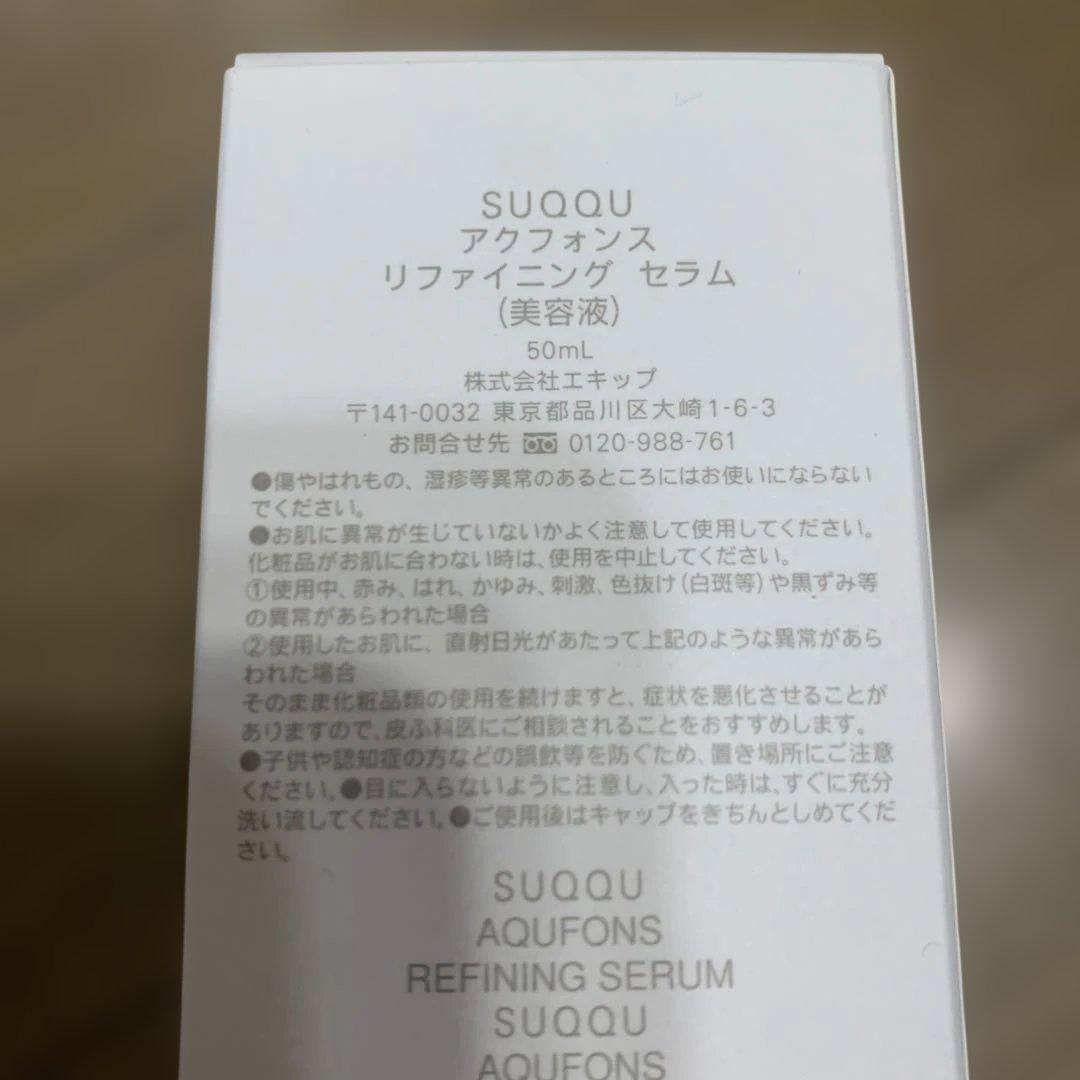 SUQQU
アクフォンス
リファイニング セラム
(美容液)
50mL
株式会社エキップ
〒141-0032 東京都品川区大崎1-6-3
お問合せ先 0120-988-761
●傷やはれもの、湿疹等異常のあるところにはお使いにならない
でください。
●お肌に異常が生じていないかよく注意して使用してください。
化粧品がお肌に合わない時は、使用を中止してください。
①使用中、赤み、はれ、かゆみ、刺激、色抜け(白斑等)や黒ずみ等
の異常があらわれた場合
②使用したお肌に、直射日光があたって上記のような異常があら
われた場合
そのまま化粧品類の使用を続けますと、症状を悪化させることが
ありますので、皮ふ科医にご相談されることをおすすめします。
●子供や認知症の方などの誤飲等を防ぐため、置き場所にご注意
ください。●目に入らないように注意し、入った時は、すぐに充分
洗い流してください。●ご使用後はキャップをきちんとしめてくだ
さい。
SUQQU
AQUFONS
REFINING SERUM
SUQQU
AQUFONS